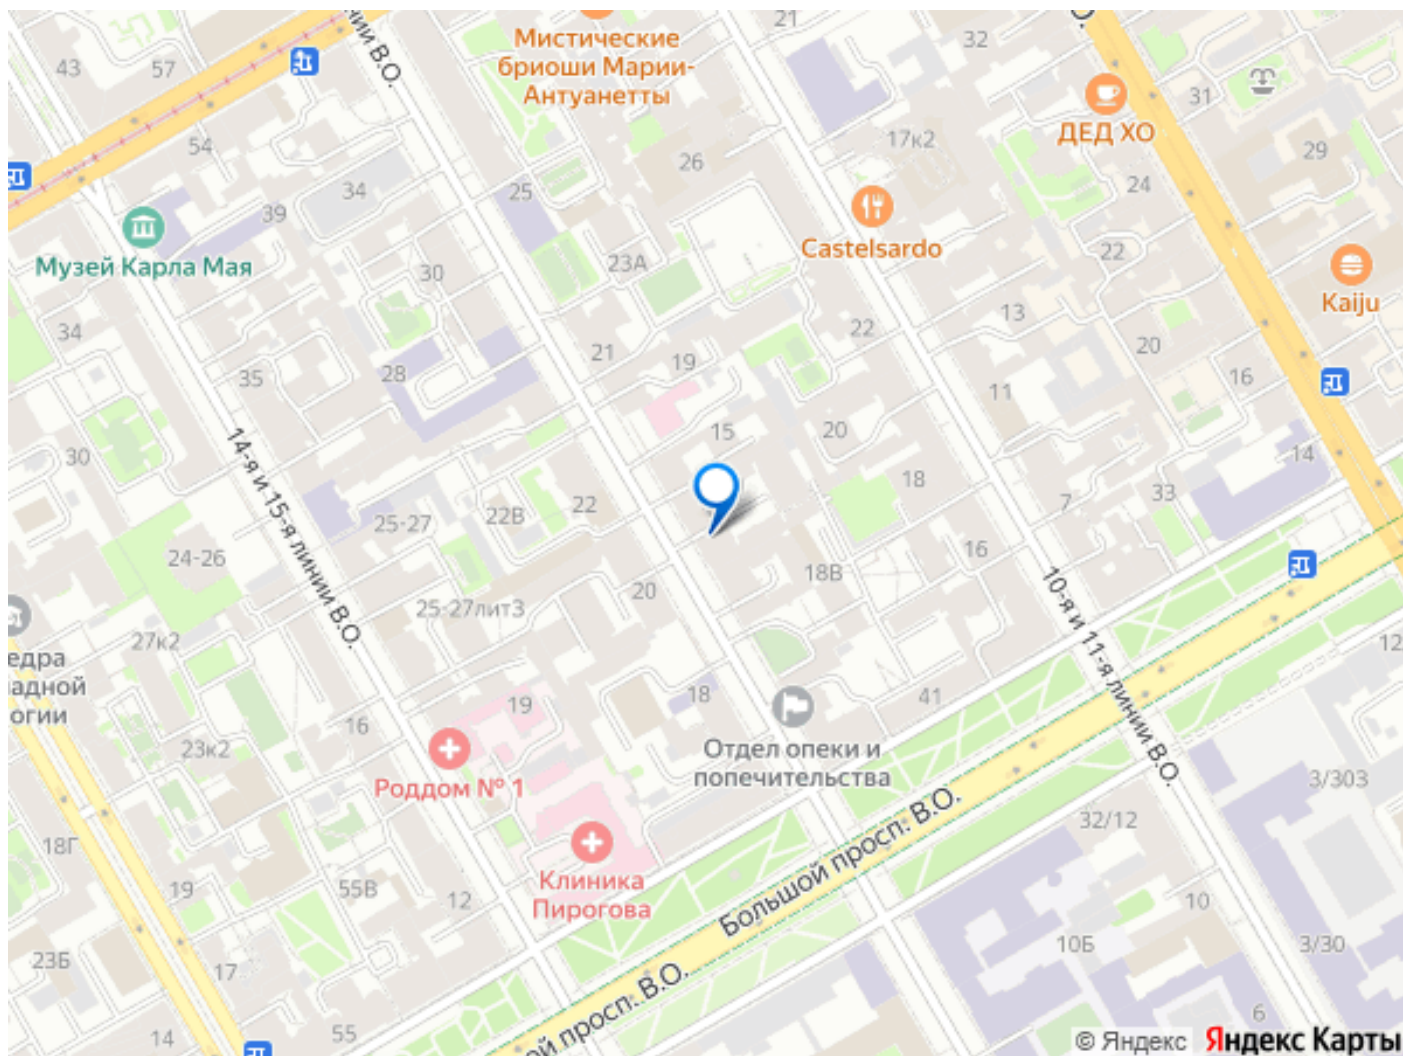 21
32
нии В.О.
О.
Мистические
бриоши Марии-
Антуанетты
43
57
31
ДЕД ХО
54
17к2
29
26
34
25
24
39
Castelsardo
22
Музей Карла Мая
23А
30
Kaiju
13
34
22
21
19
20
35
28
16
11
15
20
30
14-я и 15-я линии В.О.
14
18
33
7
25-27
22В
22
24-26
16
18В
10-я и 11-я линии В.О.
20
25-27лит3
27к2
12
едра
адной
огии
41
18
19
16
23к2
Отдел опеки и
попечительства
Роддом № 1
3/303
32/12
Большой просп. В.О.
18Г
Клиника
Пирогова
19
55В
12
10
10Б
3/30
23Б
17
ой просп. В.О.
6
14
55
© Яндекс Яндекс Карты